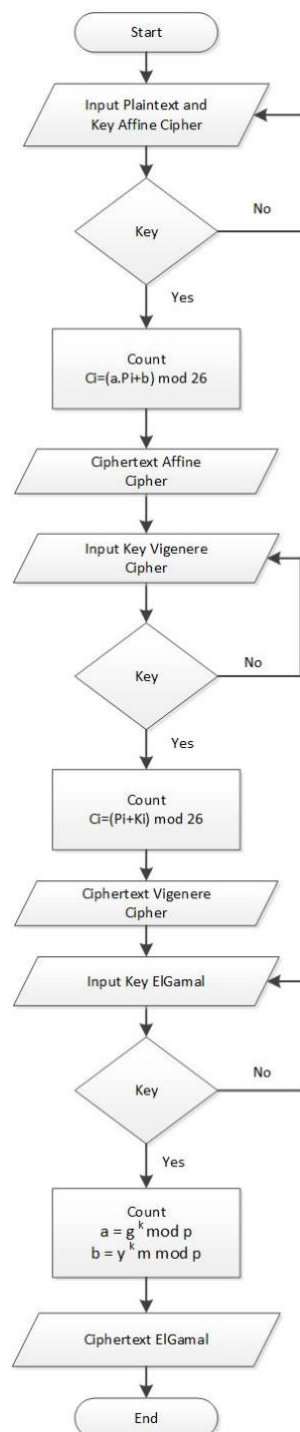 Start
Input Plaintext and
Key Affine Cipher
Key
No
Yes
Count
Ci=(a.Pi+b) mod 26
Ciphertext Affine
Cipher
Input Key Vigenere
Cipher
Key
No
Yes
Count
Ci=(Pi+Ki) mod 26
Ciphertext Vigenere
Cipher
Input Key ElGamal
Key
No
Yes
Count
a = g^k mod p
b = y^k m mod p
Ciphertext ElGamal
End